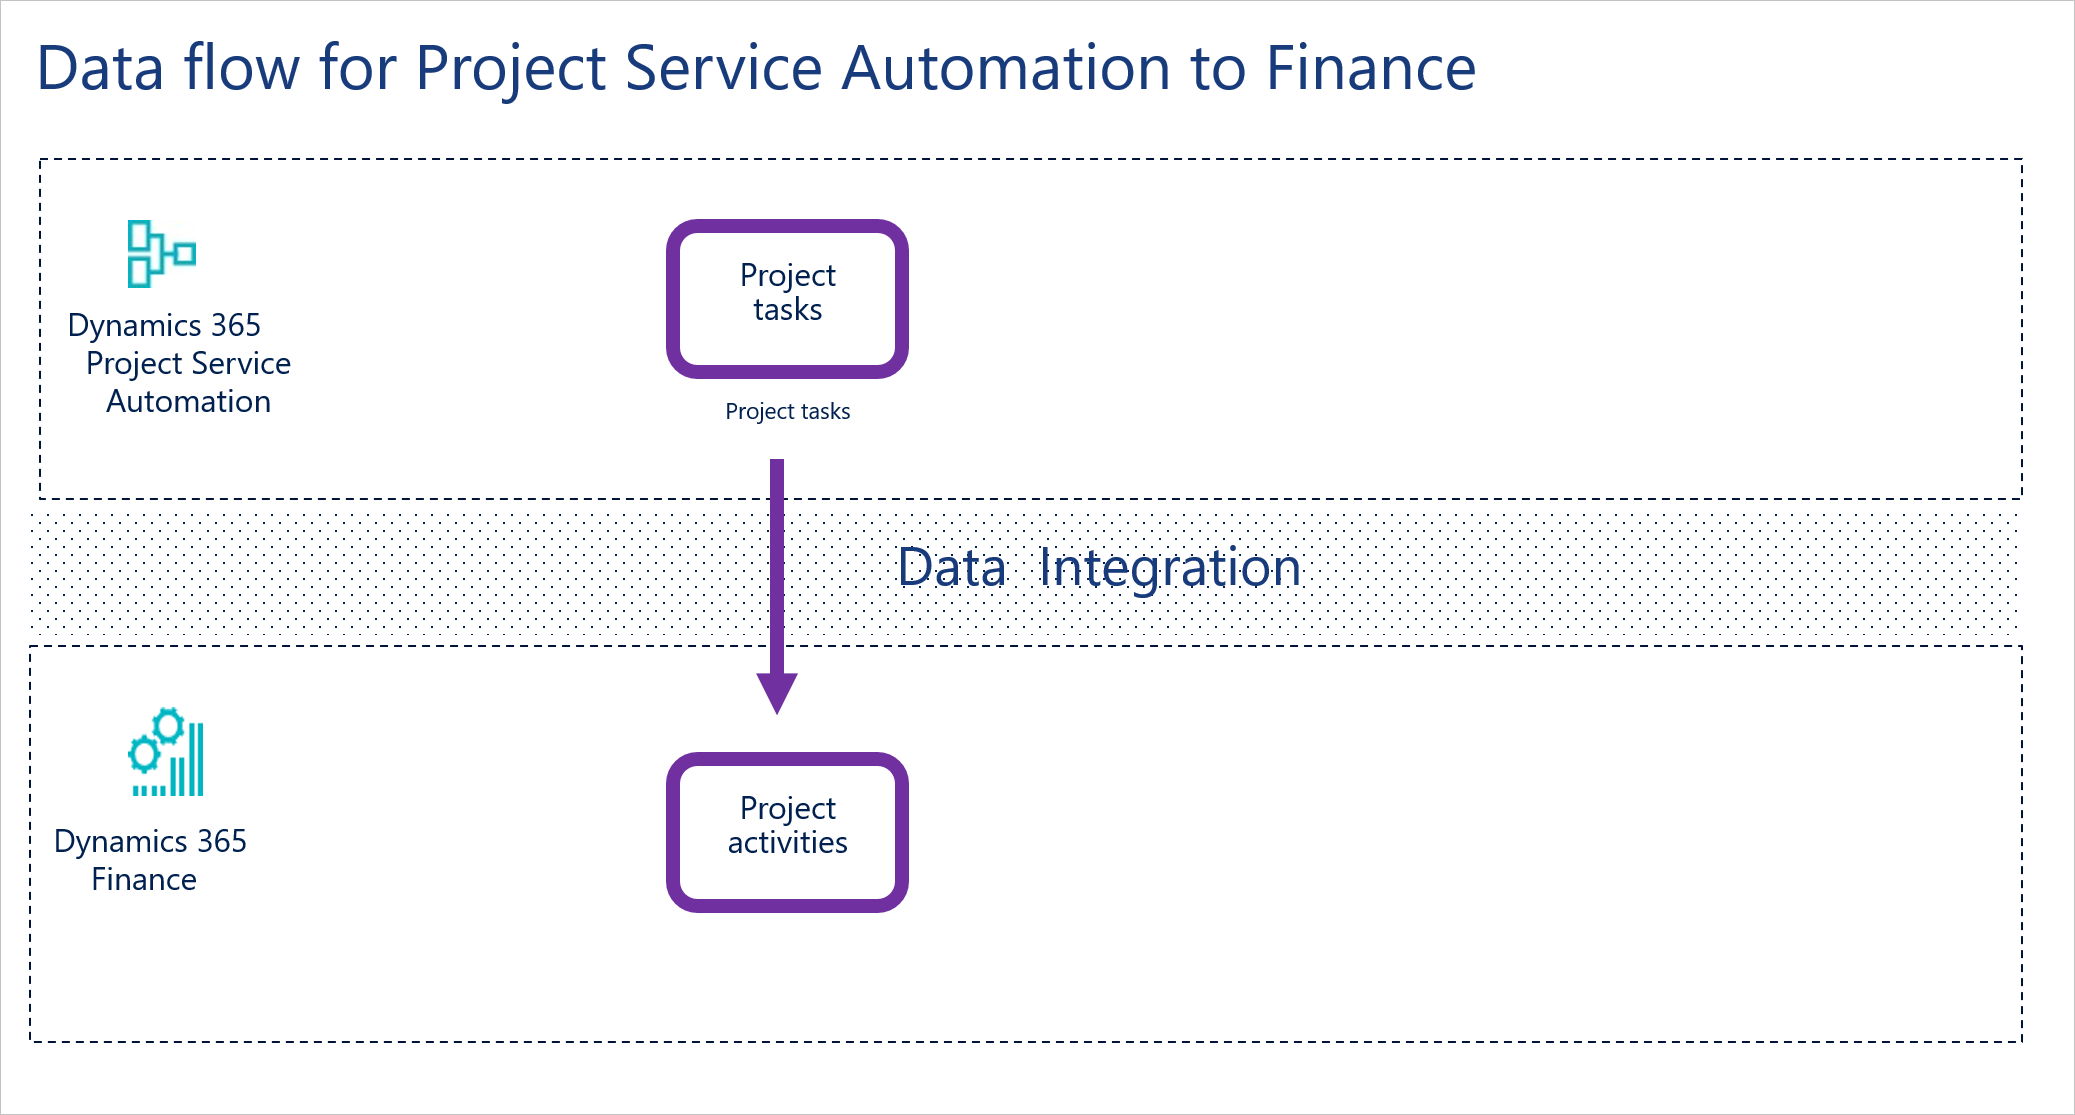 Data flow for Project Service Automation to Finance
Dynamics 365
Project Service
Automation
Project
tasks
Project tasks
Data Integration
Dynamics 365
Finance
Project
activities